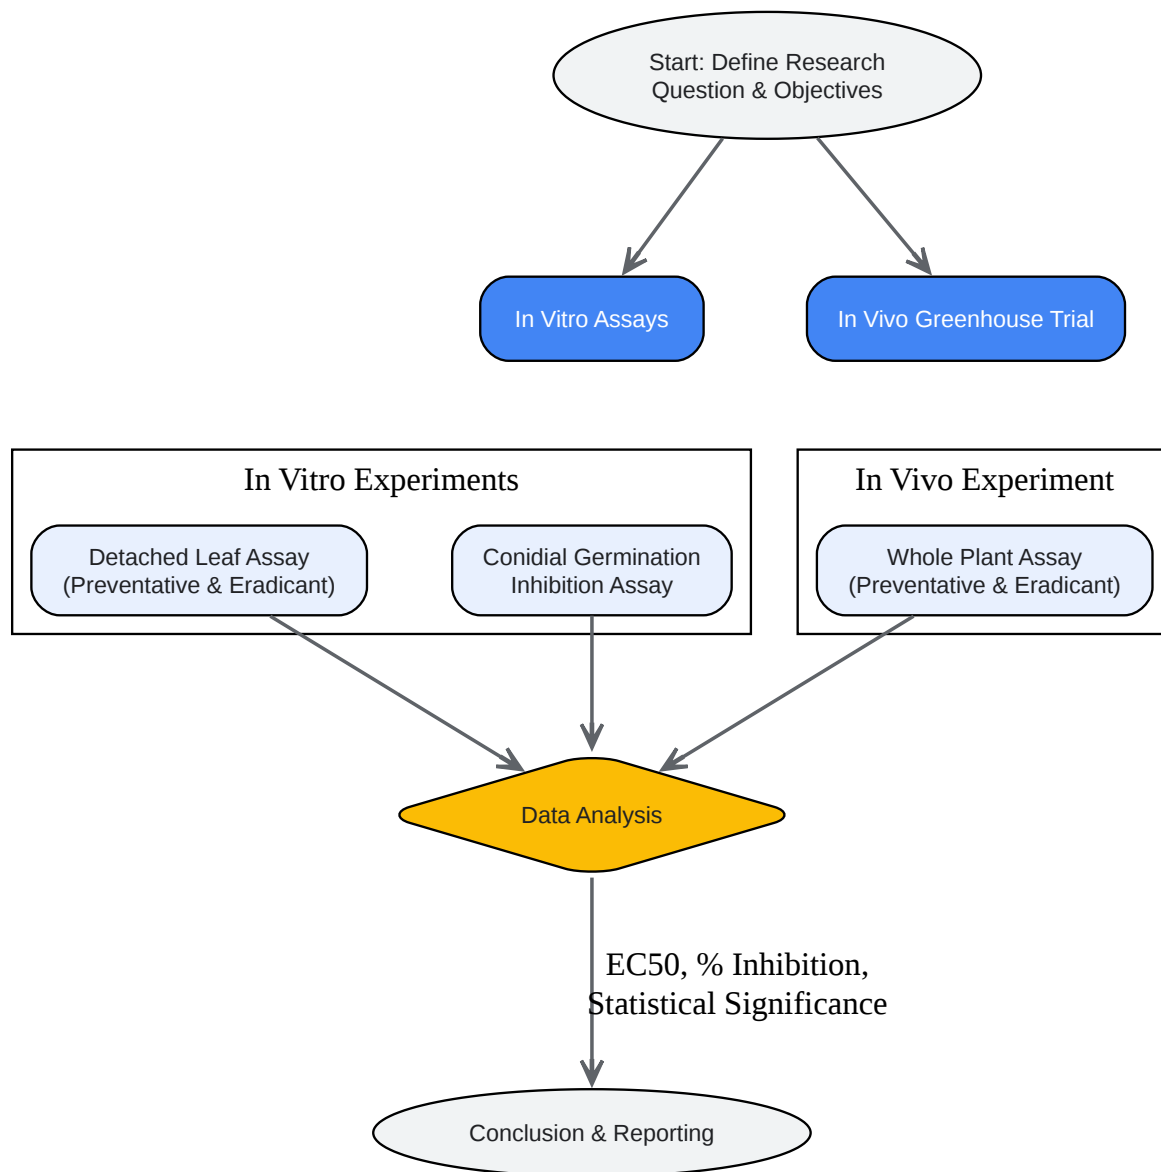 Start: Define Research
Question & Objectives
In Vitro Assays
In Vivo Greenhouse Trial
In Vitro Experiments
In Vivo Experiment
Detached Leaf Assay
(Preventative & Eradicant)
Conidial Germination
Inhibition Assay
Whole Plant Assay
(Preventative & Eradicant)
Data Analysis
EC50, % Inhibition,
Statistical Significance
Conclusion & Reporting